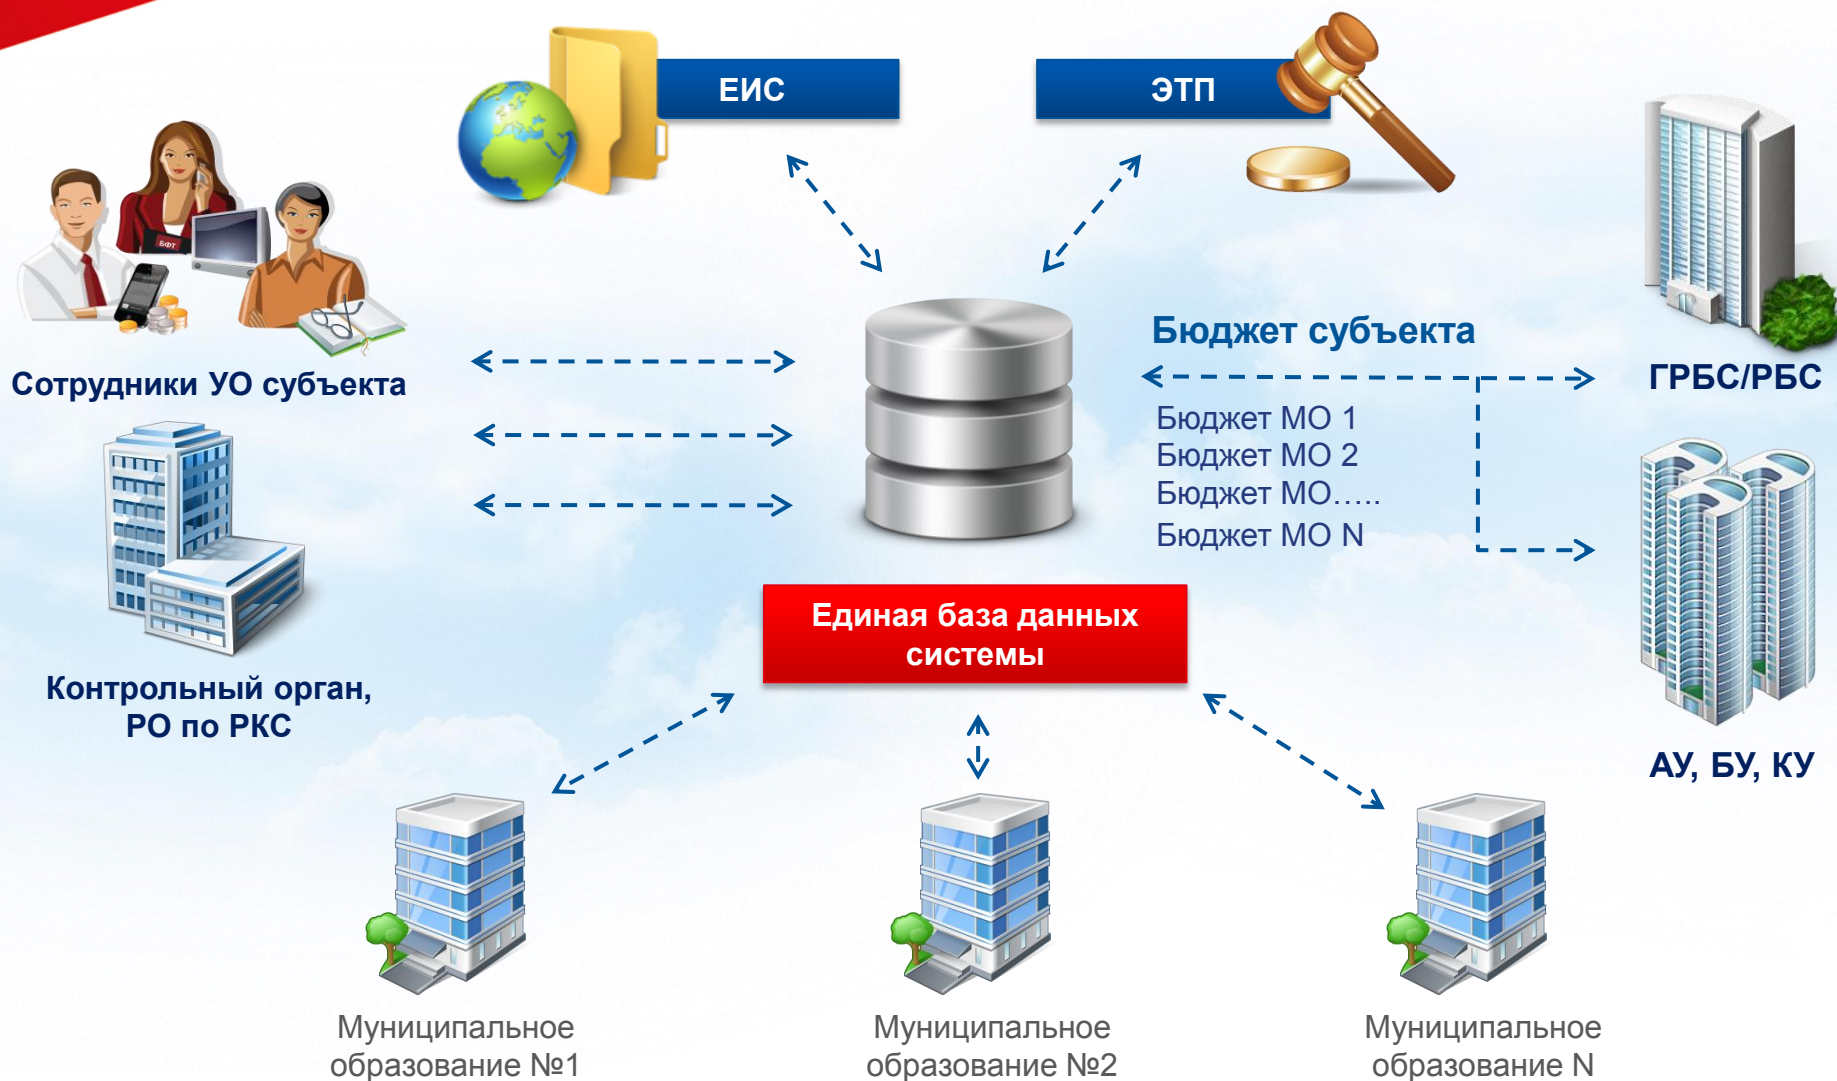 ЕИС
ЭТП
БФТ
Сотрудники УО субъекта
Бюджет субъекта
ГРБС/РБС
Бюджет МО 1
Бюджет МО 2
Бюджет МО.....
Бюджет МО N
Единая база данных
системы
Контрольный орган,
РО по РКС
АУ, БУ, КУ
Муниципальное
образование №1
Муниципальное
образование №2
Муниципальное
образование N